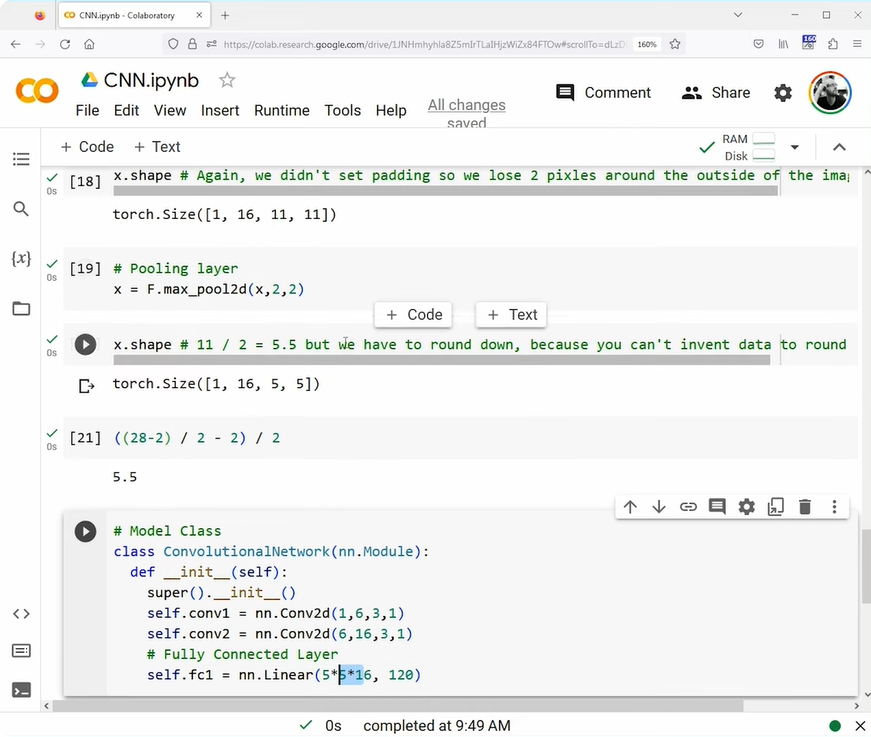 CNN.ipynb - Colaboratory
https://colab.research.google.com/drive/1JNHmhyhla8Z5mIrTLaIHjzWiZx84FTOw#scrollTo=dLzD
160%
CNN.ipynb
File Edit View Insert Runtime Tools Help All changes saved
Comment
Share
+ Code + Text
RAM
Disk
[18] x.shape # Again, we didn't set padding so we lose 2 pixles around the outside of the imag
0s
torch.Size([1, 16, 11, 11])
[19] # Pooling layer
0s
x = F.max_pool2d(x,2,2)
+ Code + Text
x.shape # 11 / 2 = 5.5 but we have to round down, because you can't invent data to round
0s
torch.Size([1, 16, 5, 5])
[21] ((28-2) / 2 - 2) / 2
0s
5.5
# Model Class
class ConvolutionalNetwork(nn.Module):
def __init__(self):
super().__init__()
self.conv1 = nn.Conv2d(1,6,3,1)
self.conv2 = nn.Conv2d(6,16,3,1)
# Fully Connected Layer
self.fc1 = nn.Linear(5*5*16, 120)
{x}
<>
0s completed at 9:49 AM